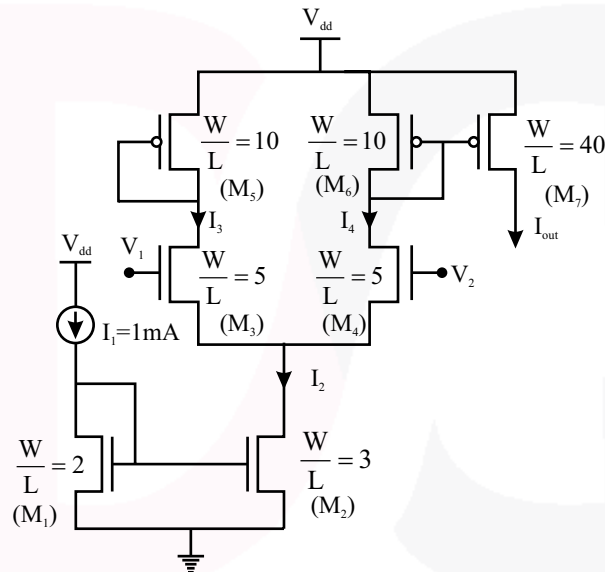 V_dd
W/L = 10
(M_5)
W/L = 10
(M_6)
W/L = 40
(M_7)
I_3
I_4
I_out
V_dd
V_1
W/L = 5
(M_3)
W/L = 5
(M_4)
V_2
I_1=1mA
I_2
W/L = 2
(M_1)
W/L = 3
(M_2)